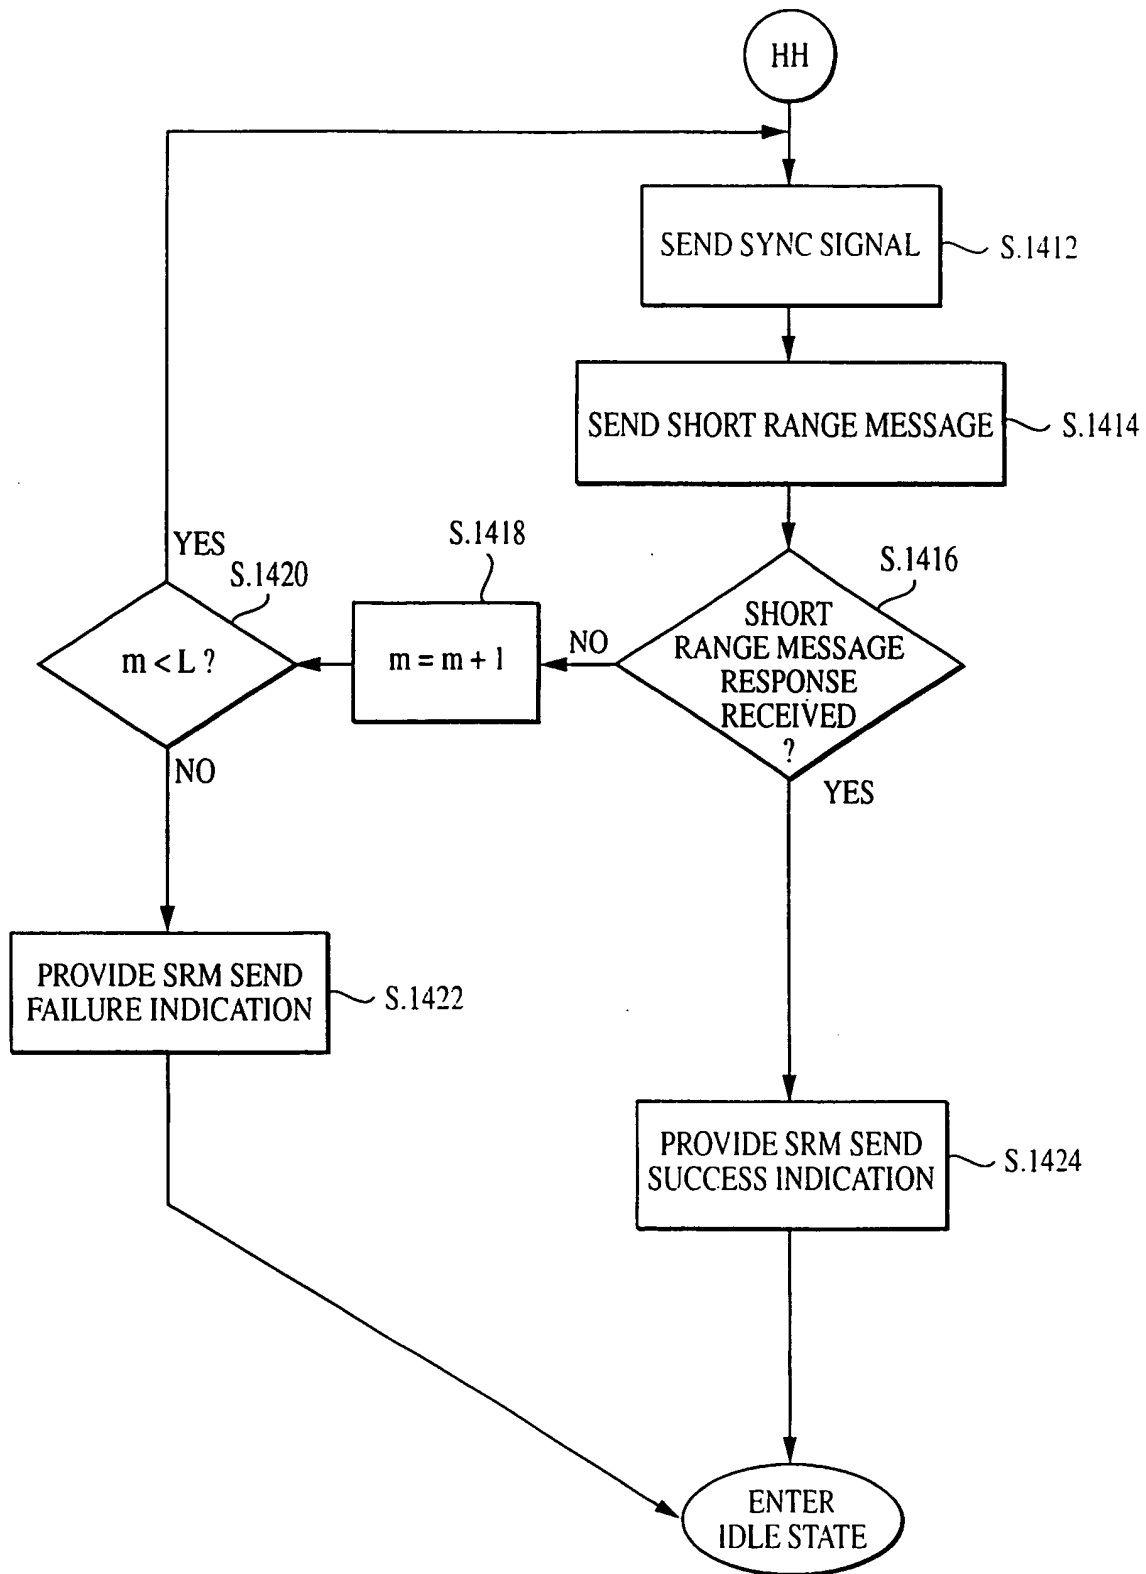 HH
SEND SYNC SIGNAL
S.1412
SEND SHORT RANGE MESSAGE
S.1414
S.1416
SHORT
RANGE MESSAGE
RESPONSE
RECEIVED
?
NO
YES
S.1418
m = m + 1
S.1420
m < L ?
YES
NO
PROVIDE SRM SEND
FAILURE INDICATION
S.1422
PROVIDE SRM SEND
SUCCESS INDICATION
S.1424
ENTER
IDLE STATE